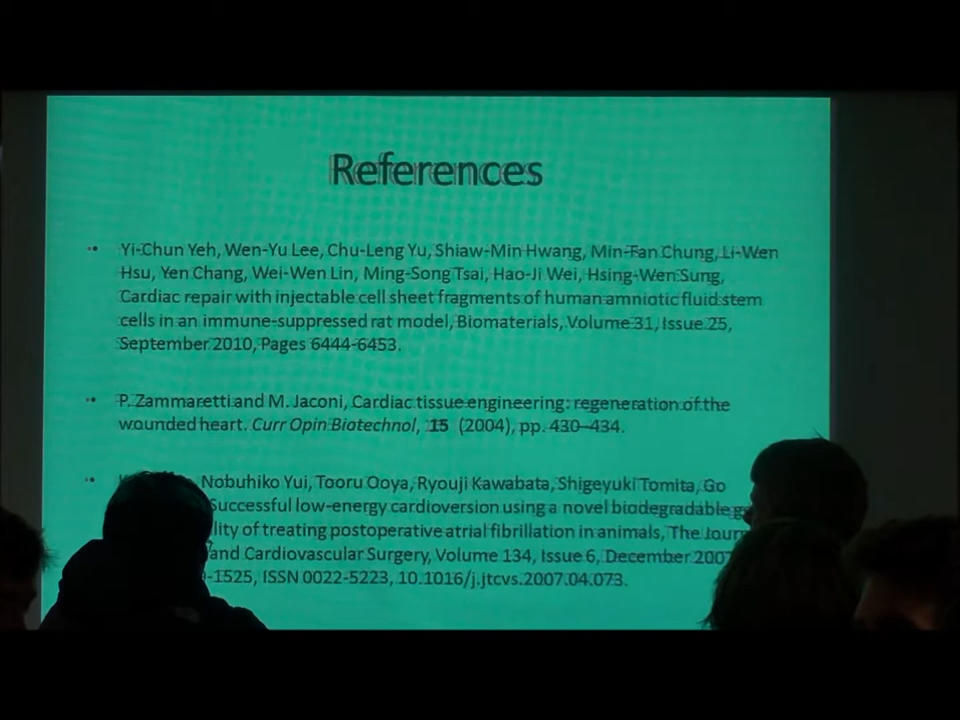 References
• Yi-Chun Yeh, Wen-Yu Lee, Chu-Leng Yu, Shiaw-Min Hwang, Min-Fan Chung, Li-Wen
Hsu, Yen Chang, Wei-Wen Lin, Ming-Song Tsai, Hao-Ji Wei, Hsing-Wen Sung,
Cardiac repair with injectable cell sheet fragments of human amniotic fluid stem
cells in an immune-suppressed rat model, Biomaterials, Volume 31, Issue 25,
September 2010, Pages 6444-6453.
• P. Zammaretti and M. Jaconi, Cardiac tissue engineering: regeneration of the
wounded heart. Curr Opin Biotechnol, 15 (2004), pp. 430–434.
• Nobuhiko Yui, Tooru Ooya, Ryouji Kawabata, Shigeyuki Tomita, Go
Successful low-energy cardioversion using a novel biodegradable
of treating postoperative atrial fibrillation in animals, The
and Cardiovascular Surgery, Volume 134, Issue 6, December 2007
-1525, ISSN 0022-5223, 10.1016/j.jtcvs.2007.04.073.